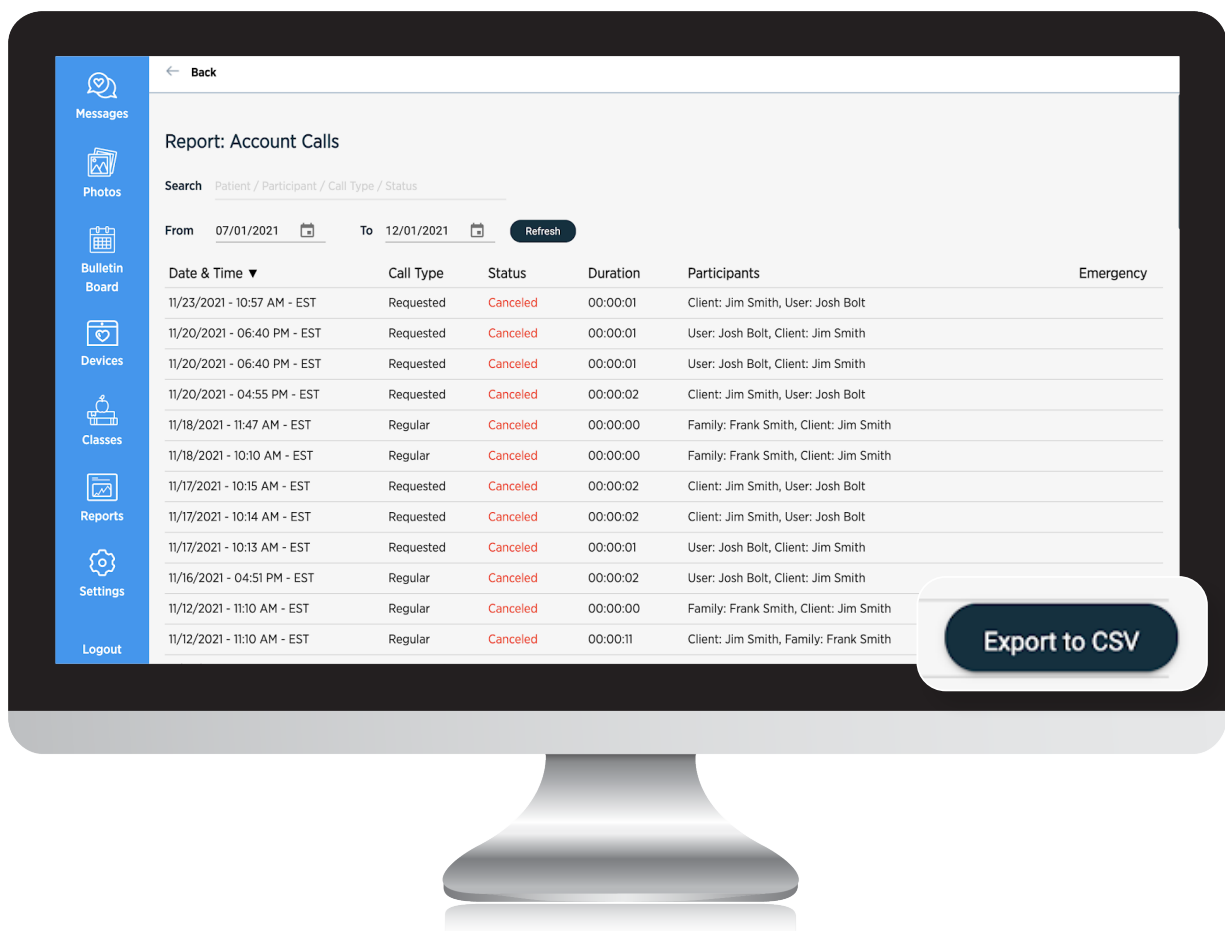 Messages
Photos
Bulletin
Board
Devices
Classes
Reports
Settings
Logout
Back
Report: Account Calls
Search Patient / Participant / Call Type / Status
From 07/01/2021 To 12/01/2021 Refresh
Date & Time ▼ Call Type Status Duration Participants Emergency
11/23/2021 - 10:57 AM - EST Requested Canceled 00:00:01 Client: Jim Smith, User: Josh Bolt
11/20/2021 - 06:40 PM - EST Requested Canceled 00:00:01 User: Josh Bolt, Client: Jim Smith
11/20/2021 - 06:40 PM - EST Requested Canceled 00:00:01 User: Josh Bolt, Client: Jim Smith
11/20/2021 - 04:55 PM - EST Requested Canceled 00:00:02 Client: Jim Smith, User: Josh Bolt
11/18/2021 - 11:47 AM - EST Regular Canceled 00:00:00 Family: Frank Smith, Client: Jim Smith
11/18/2021 - 10:10 AM - EST Regular Canceled 00:00:00 Family: Frank Smith, Client: Jim Smith
11/17/2021 - 10:15 AM - EST Requested Canceled 00:00:02 Client: Jim Smith, User: Josh Bolt
11/17/2021 - 10:14 AM - EST Requested Canceled 00:00:02 Client: Jim Smith, User: Josh Bolt
11/17/2021 - 10:13 AM - EST Requested Canceled 00:00:01 User: Josh Bolt, Client: Jim Smith
11/16/2021 - 04:51 PM - EST Regular Canceled 00:00:02 User: Josh Bolt, Client: Jim Smith
11/12/2021 - 11:10 AM - EST Regular Canceled 00:00:00 Family: Frank Smith, Client: Jim Smith
11/12/2021 - 11:10 AM - EST Regular Canceled 00:00:11 Client: Jim Smith, Family: Frank Smith
Export to CSV